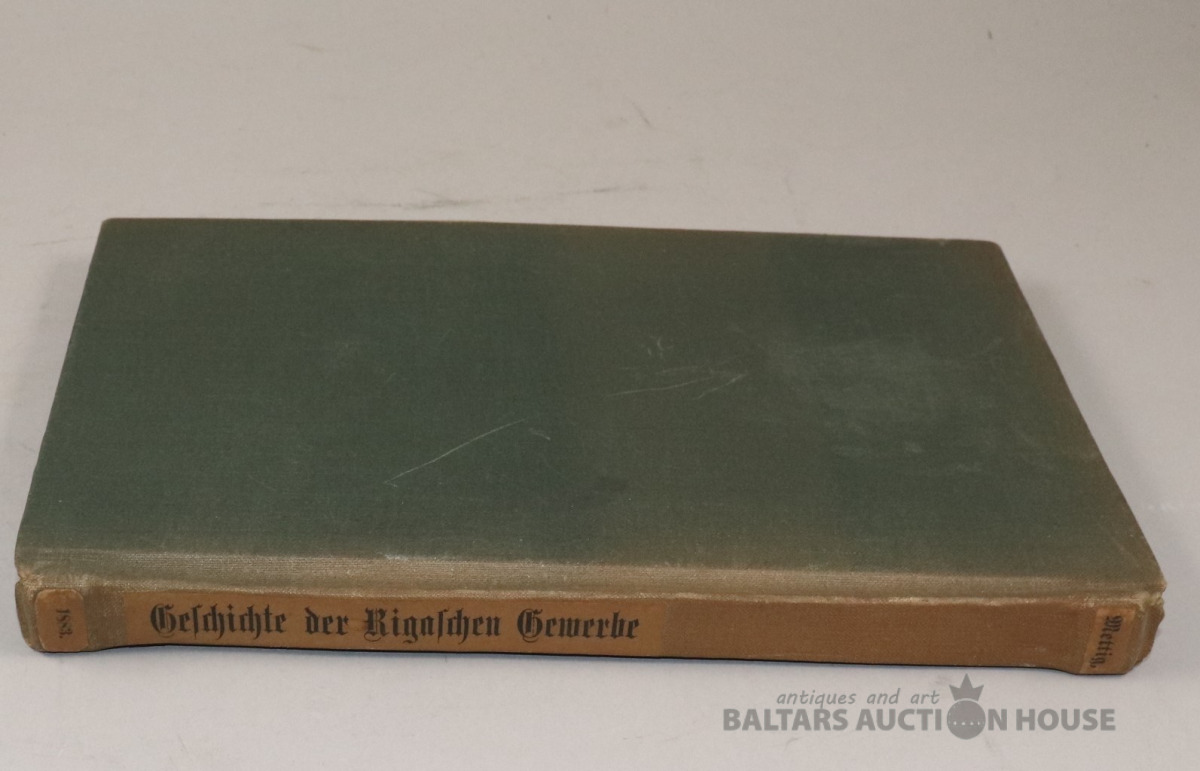 1883.
Geschichte der Rigaschen Gewerbe
Mettig.
antiques and art
BALTARS AUCTION HOUSE